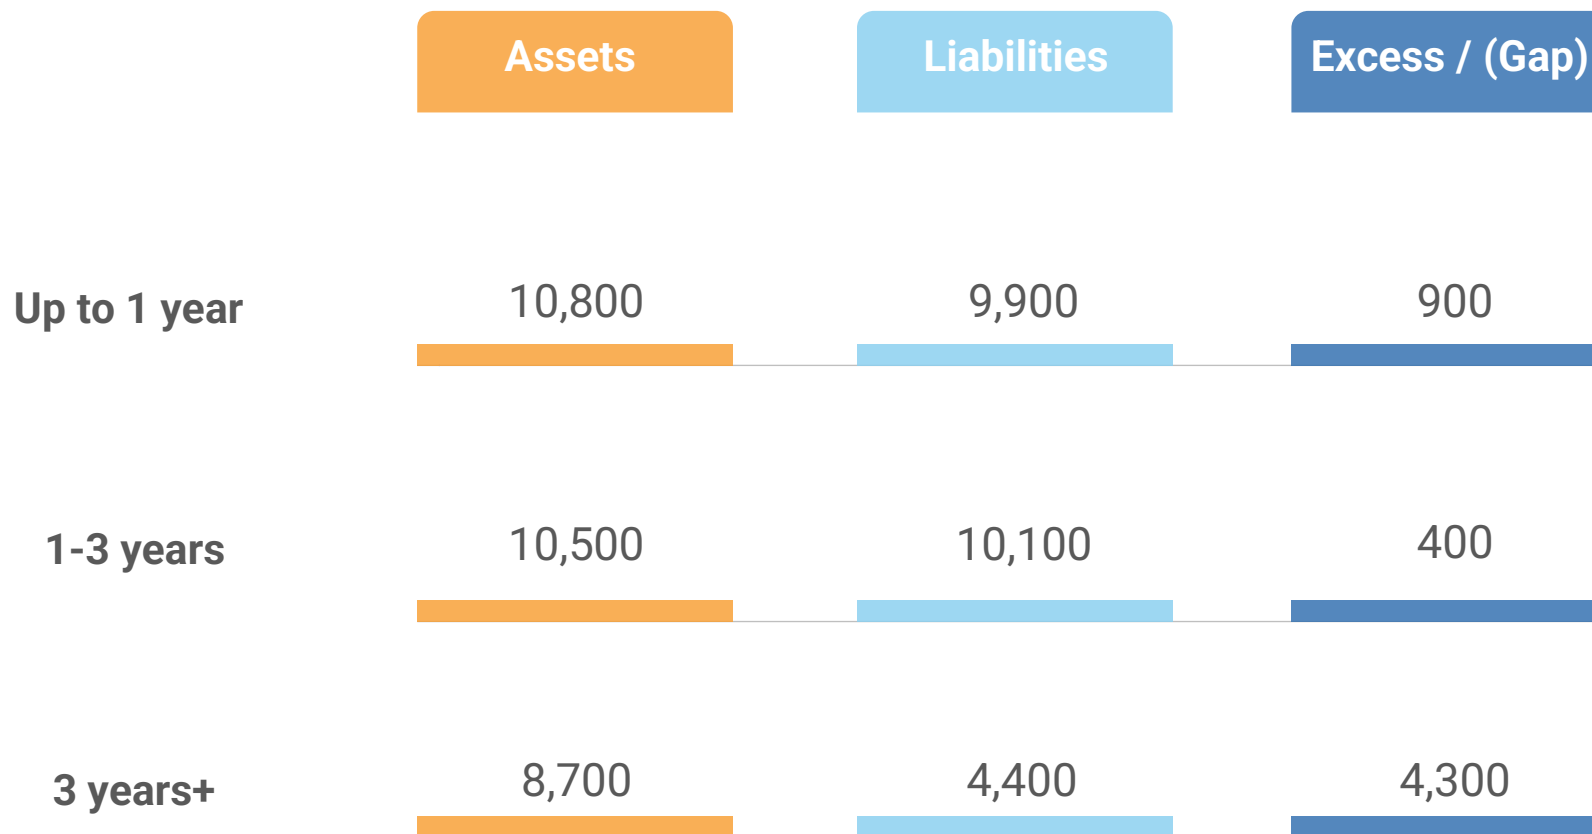 Assets Liabilities Excess / (Gap)
Up to 1 year 10,800 9,900 900
1-3 years 10,500 10,100 400
3 years+ 8,700 4,400 4,300